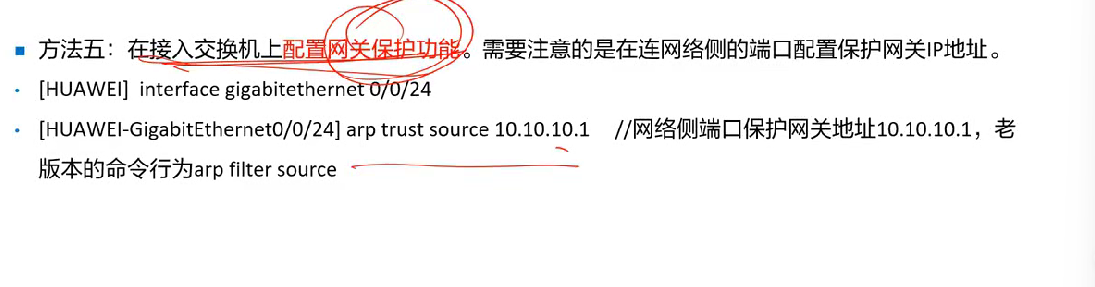 ▪ 方法五：在接入交换机上配置网关保护功能。需要注意的是在连网络侧的端口配置保护网关IP地址。
• [HUAWEI] interface gigabitethernet 0/0/24
• [HUAWEI-GigabitEthernet0/0/24] arp trust source 10.10.10.1 //网络侧端口保护网关地址10.10.10.1，老
版本的命令行为arp filter source